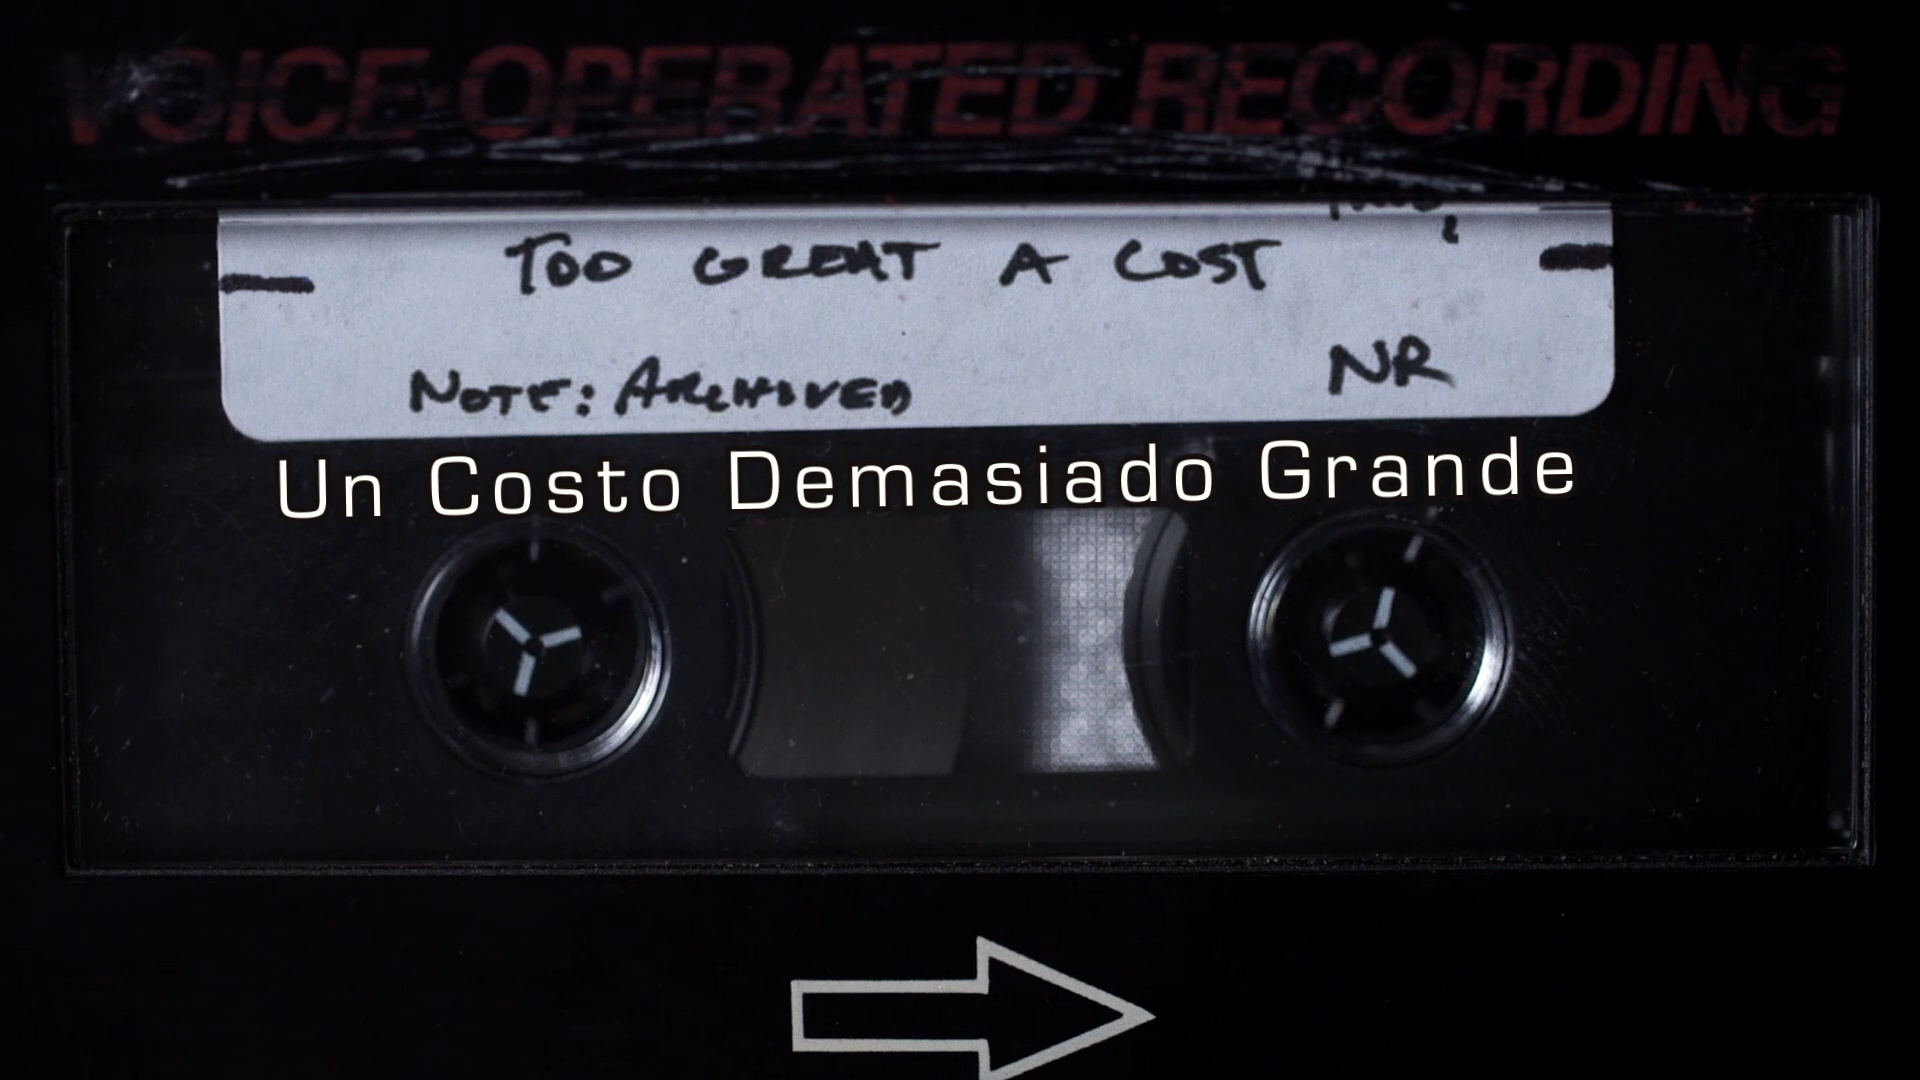 VOICE-OPERATED RECORDING
TOO GREAT A COST
NOTE: ARCHIVED
NR
Un Costo Demasiado Grande